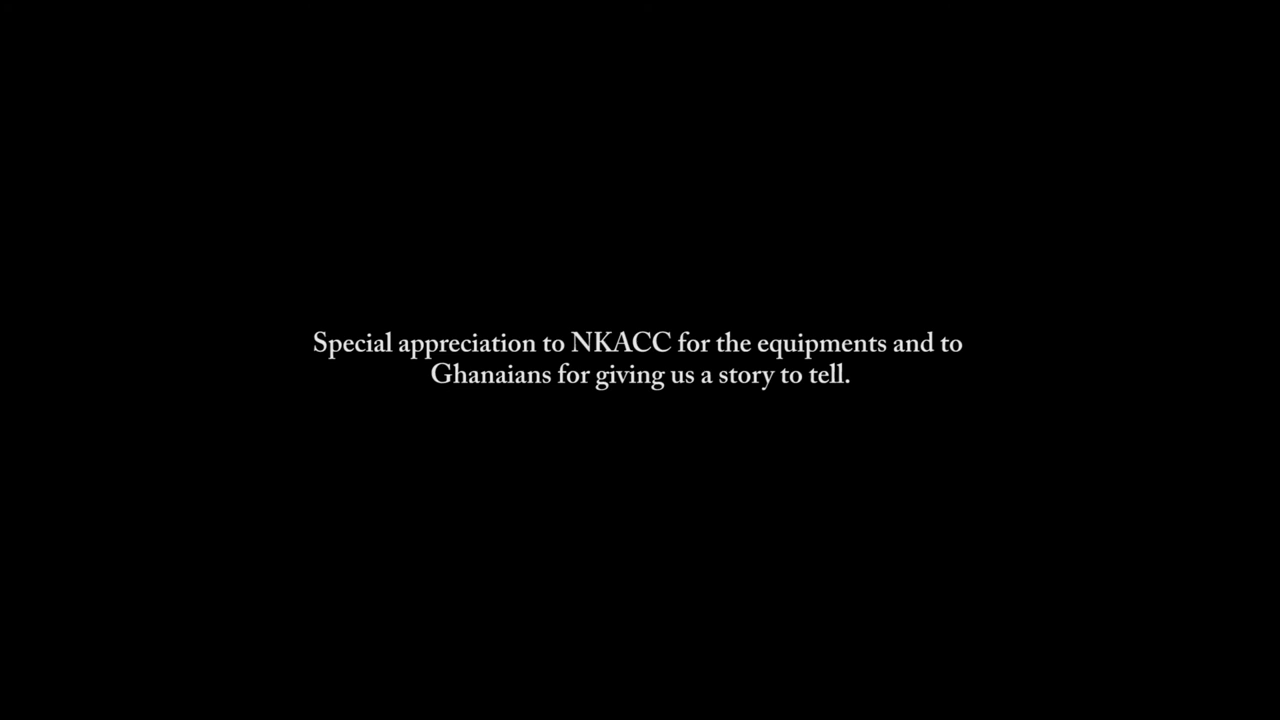 Special appreciation to NKACC for the equipments and to
Ghanaians for giving us a story to tell.